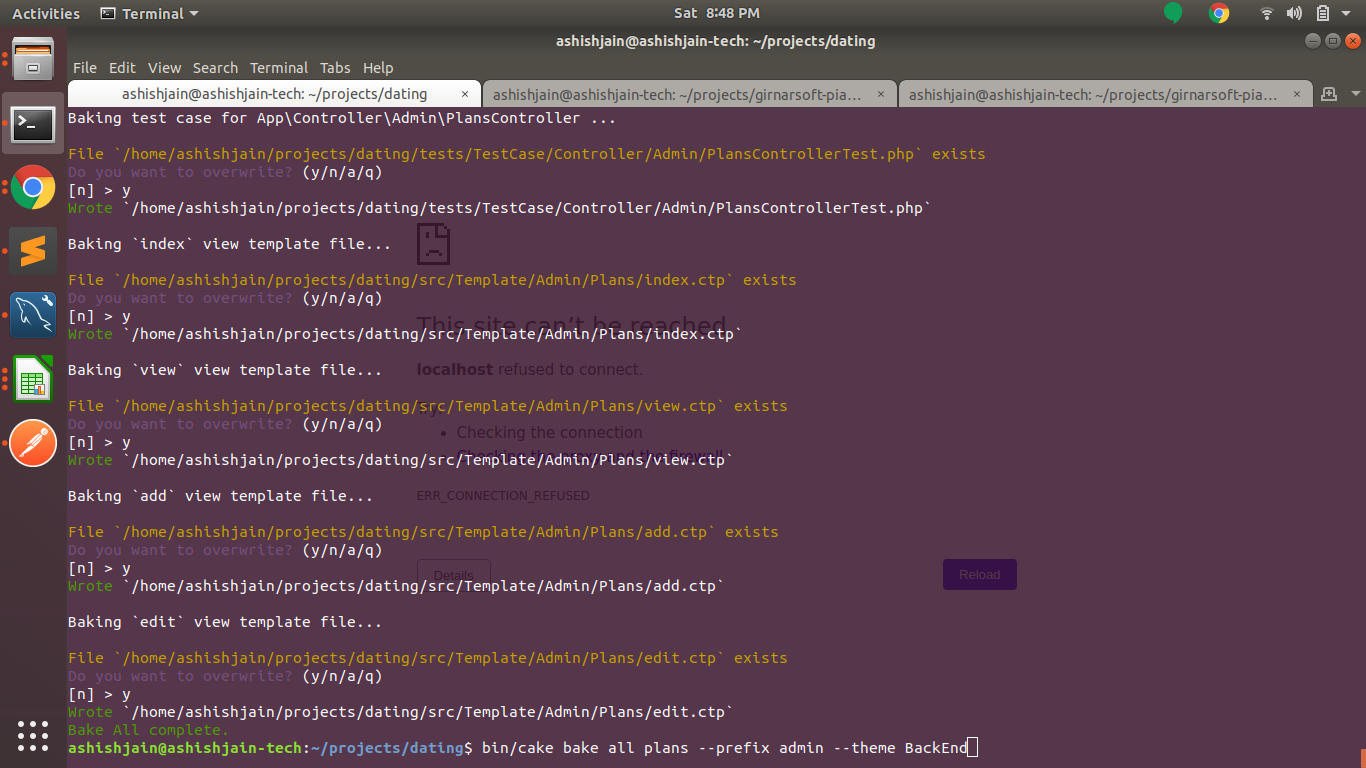 Activities Terminal Sat 8:48 PM
ashishjain@ashishjain-tech: ~/projects/dating
File Edit View Search Terminal Tabs Help
ashishjain@ashishjain-tech: ~/projects/dating × ashishjain@ashishjain-tech: ~/projects/girnarsoft-pia... × ashishjain@ashishjain-tech: ~/projects/girnarsoft-pia... ×
Baking test case for App\Controller\Admin\PlansController ...
File `/home/ashishjain/projects/dating/tests/TestCase/Controller/Admin/PlansControllerTest.php` exists
Do you want to overwrite? (y/n/a/q)
[n] > y
Wrote `/home/ashishjain/projects/dating/tests/TestCase/Controller/Admin/PlansControllerTest.php`
Baking `index` view template file...
File `/home/ashishjain/projects/dating/src/Template/Admin/Plans/index.ctp` exists
Do you want to overwrite? (y/n/a/q)
[n] > y
This site can't be reached
Wrote `/home/ashishjain/projects/dating/src/Template/Admin/Plans/index.ctp`
Baking `view` view template file...
localhost refused to connect.
File `/home/ashishjain/projects/dating/src/Template/Admin/Plans/view.ctp` exists
Do you want to overwrite? (y/n/a/q)
Checking the connection
[n] > y
Wrote `/home/ashishjain/projects/dating/src/Template/Admin/Plans/view.ctp`
Checking the proxy and the firewall
Baking `add` view template file...
ERR_CONNECTION_REFUSED
File `/home/ashishjain/projects/dating/src/Template/Admin/Plans/add.ctp` exists
Do you want to overwrite? (y/n/a/q)
[n] > y
Details Reload
Wrote `/home/ashishjain/projects/dating/src/Template/Admin/Plans/add.ctp`
Baking `edit` view template file...
File `/home/ashishjain/projects/dating/src/Template/Admin/Plans/edit.ctp` exists
Do you want to overwrite? (y/n/a/q)
[n] > y
Wrote `/home/ashishjain/projects/dating/src/Template/Admin/Plans/edit.ctp`
Bake All complete.
ashishjain@ashishjain-tech:~/projects/dating$ bin/cake bake all plans --prefix admin --theme BackEnd